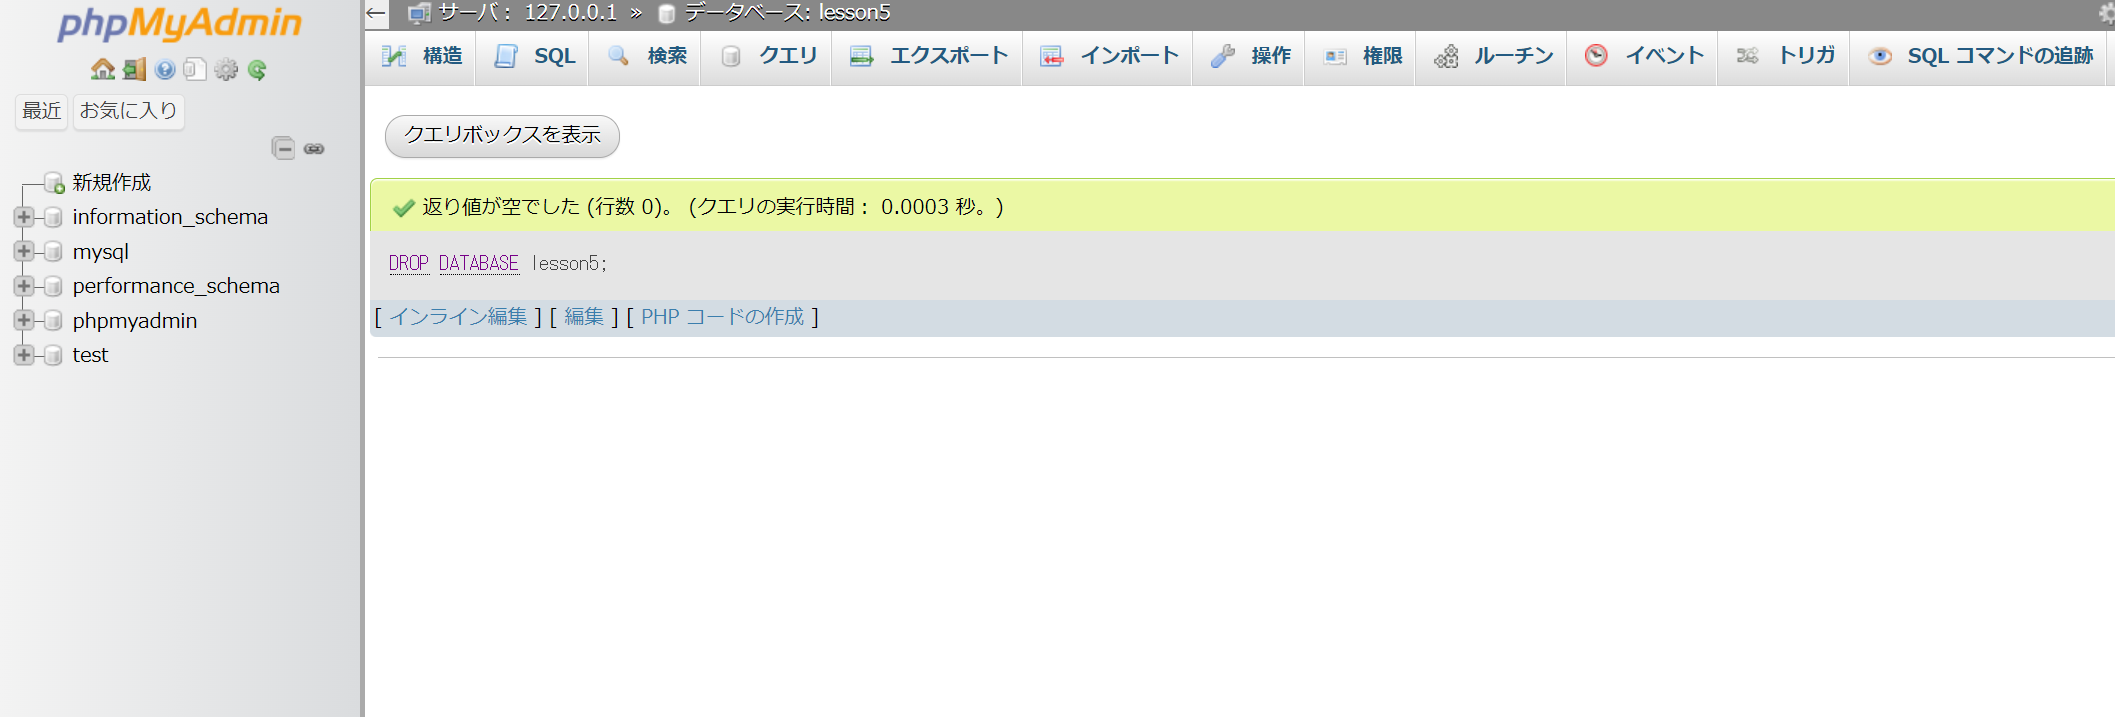 phpMyAdmin
最近 お気に入り
新規作成
information_schema
mysql
performance_schema
phpmyadmin
test
← サーバ： 127.0.0.1 » データベース: lesson5
構造 SQL 検索 クエリ エクスポート インポート 操作 権限 ルーチン イベント トリガ SQL コマンドの追跡
クエリボックスを表示
返り値が空でした (行数 0)。 (クエリの実行時間： 0.0003 秒。)
DROP DATABASE lesson5;
[ インライン編集 ] [ 編集 ] [ PHP コードの作成 ]